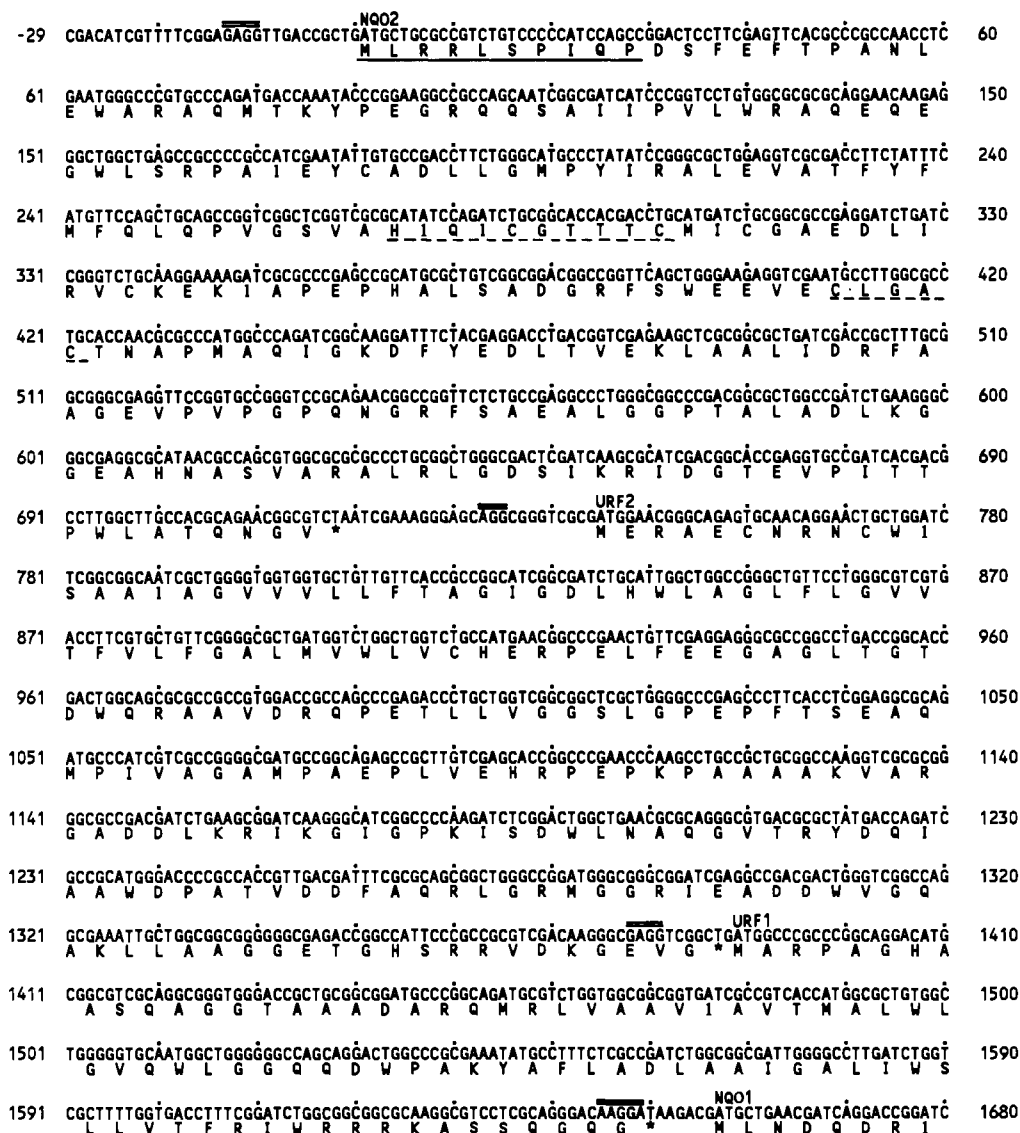 NQO2
-29 CGACATCGTTTTCGGAGAGGTTGACCGCTGATGCTGCGCCGTCTGTCCCCCATCCAGCCGGACTCCTTCGAGTTCACGCCCGCCAACCTC 60
M L R R L S P I Q P D S F E F T P A N L
61 GAATGGGCCCGTGCCCAGATGACCAAATACCCGGAAGGCCGCCAGCAATCGGCGATCATCCCGGTCCTGTGGCGCGCGCAGGAACAAGAG 150
E W A R A Q M T K Y P E G R Q Q S A I I P V L W R A Q E Q E
151 GGCTGGCTGAGCCGCCCCGCCATCGAATATTGTGCCGACCTTCTGGGCATGCCCTATATCCGGGCGCTGGAGGTCGCGACCTTCTATTTC 240
G W L S R P A I E Y C A D L L G M P Y I R A L E V A T F Y F
241 ATGTTCCAGCTGCAGCCGGTCGGCTCGGTCGCGCATATCCAGATCTGCGGCACCACGACCTGCATGATCTGCGGCGCCGAGGATCTGATC 330
M F Q L Q P V G S V A H I Q I C G T T T C M I C G A E D L I
331 CGGGTCTGCAAGGAAAAGATCGCGCCCGAGCCGCATGCGCTGTCGGCGGACGGCCGGTTCAGCTGGGAAGAGGTCGAATGCCTTGGCGCC 420
R V C K E K I A P E P H A L S A D G R F S W E E V E C L G A
421 TGCACCAACGCGCCCATGGCCCAGATCGGCAAGGATTTCTACGAGGACCTGACGGTCGAGAAGCTCGCGGCGCTGATCGACCGCTTTGCG 510
C T N A P M A Q I G K D F Y E D L T V E K L A A L I D R F A
511 GCGGGCGAGGTTCCGGTGCCGGGTCCGCAGAACGGCCGGTTCTCTGCCGAGGCCCTGGGCGGCCCGACGGCGCTGGCCGATCTGAAGGGC 600
A G E V P V P G P Q N G R F S A E A L G G P T A L A D L K G
601 GGCGAGGCGCATAACGCCAGCGTGGCGCGCGCCCTGCGGCTGGGCGACTCGATCAAGCGCATCGACGGCACCGAGGTGCCGATCACGACG 690
G E A H N A S V A R A L R L G D S I K R I D G T E V P I T T
URF2
691 CCTTGGCTTGCCACGCAGAACGGCGTCTAATCGAAAGGGAGCAGGCGGGTCGCGATGGAACGGGCAGAGTGCAACAGGAACTGCTGGATC 780
P W L A T Q N G V * M E R A E C N R N C W I
781 TCGGCGGCAATCGCTGGGGTGGTGGTGCTGTTGTTCACCGCCGGCATCGGCGATCTGCATTGGCTGGCCGGGCTGTTCCTGGGCGTCGTG 870
S A A I A G V V V L L F T A G I G D L H W L A G L F L G V V
871 ACCTTCGTGCTGTTCGGGGCGCTGATGGTCTGGCTGGTCTGCCATGAACGGCCCGAACTGTTCGAGGAGGGCGCCGGCCTGACCGGCACC 960
T F V L F G A L M V W L V C H E R P E L F E E G A G L T G T
961 GACTGGCAGCGCGCCGCCGTGGACCGCCAGCCCGAGACCCTGCTGGTCGGCGGCTCGCTGGGGCCCGAGCCCTTCACCTCGGAGGCGCAG 1050
D W Q R A A V D R Q P E T L L V G G S L G P E P F T S E A Q
1051 ATGCCCATCGTCGCCGGGGCGATGCCGGCAGAGCCGCTTGTCGAGCACCGGCCCGAACCCAAGCCTGCCGCTGCGGCCAAGGTCGCGCGG 1140
M P I V A G A M P A E P L V E H R P E P K P A A A A K V A R
1141 GGCGCCGACGATCTGAAGCGGATCAAGGGCATCGGCCCCAAGATCTCGGACTGGCTGAACGCGCAGGGCGTGACGCGCTATGACCAGATC 1230
G A D D L K R I K G I G P K I S D W L N A Q G V T R Y D Q I
1231 GCCGCATGGGACCCCGCCACCGTTGACGATTTCGCGCAGCGGCTGGGCCGGATGGGCGGGCGGATCGAGGCCGACGACTGGGTCGGCCAG 1320
A A W D P A T V D D F A Q R L G R M G G R I E A D D W V G Q
URF1
1321 GCGAAATTGCTGGCGGCGGGGGGCGAGACCGGCCATTCCCGCCGCGTCGACAAGGGCGAGGTCGGCTGATGGCCCGCCCGGCAGGACATG 1410
A K L L A A G G E T G H S R R V D K G E V G * M A R P A G H A
1411 CGGCGTCGCAGGCGGGTGGGACCGCTGCGGCGGATGCCCGGCAGATGCGTCTGGTGGCGGCGGTGATCGCCGTCACCATGGCGCTGTGGC 1500
A S Q A G G T A A A D A R Q M R L V A A V I A V T M A L W L
1501 TGGGGGTGCAATGGCTGGGGGGCCAGCAGGACTGGCCCGCGAAATATGCCTTTCTCGCCGATCTGGCGGCGATTGGGGCCTTGATCTGGT 1590
G V Q W L G G Q Q D W P A K Y A F L A D L A A I G A L I W S
NQO1
1591 CGCTTTTGGTGACCTTTCGGATCTGGCGGCGGCGCAAGGCGTCCTCGCAGGGACAAGGATAAGACGATGCTGAACGATCAGGACCGGATC 1680
L L V T F R I W R R R K A S S Q G Q G * M L N D Q D R I